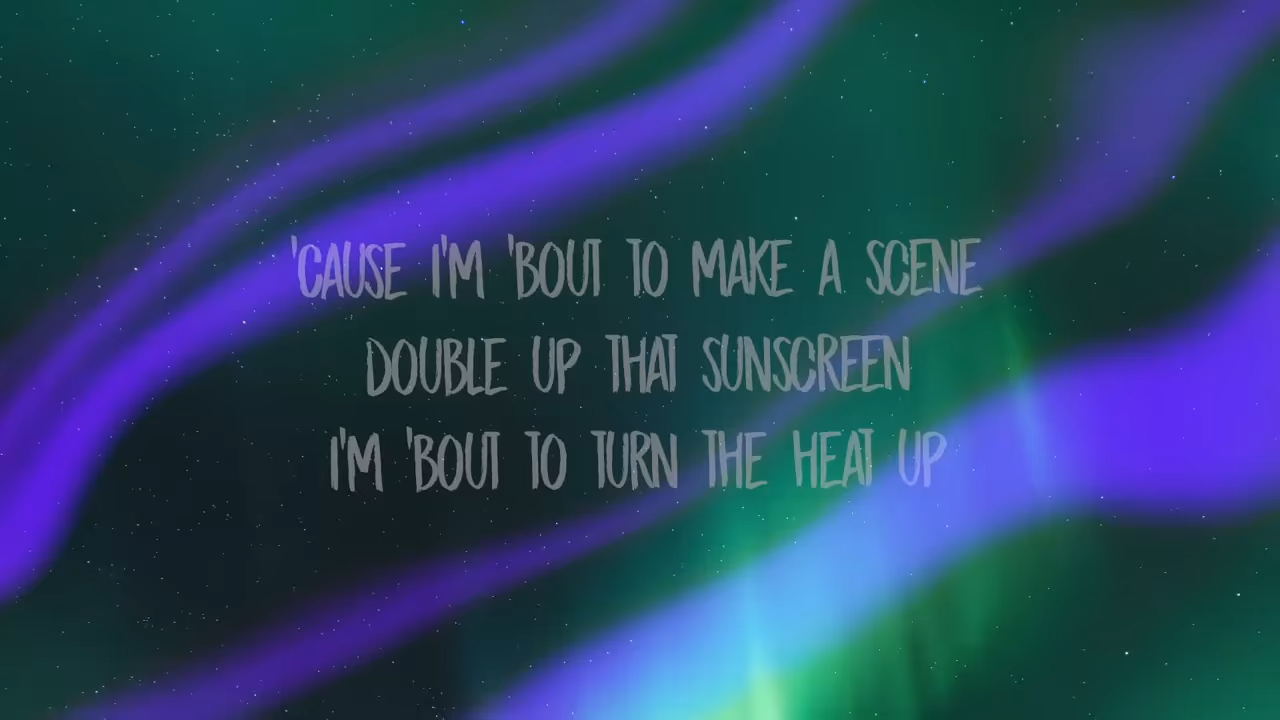 'CAUSE I'M 'BOUT TO MAKE A SCENE
DOUBLE UP THAT SUNSCREEN
I'M 'BOUT TO TURN THE HEAT UP